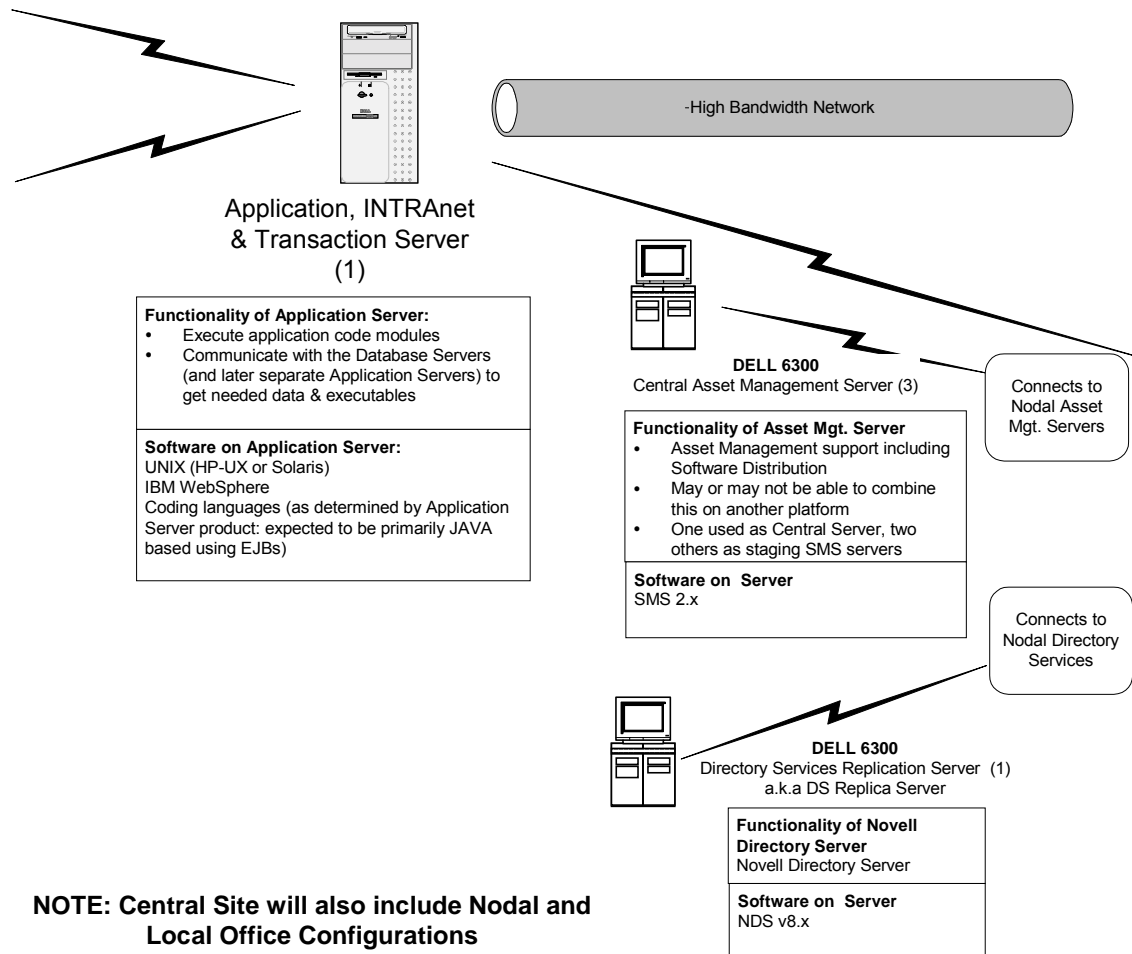 -High Bandwidth Network
Application, INTRAnet
& Transaction Server
(1)
Functionality of Application Server:
• Execute application code modules
• Communicate with the Database Servers
(and later separate Application Servers) to
get needed data & executables
Software on Application Server:
UNIX (HP-UX or Solaris)
IBM WebSphere
Coding languages (as determined by Application
Server product: expected to be primarily JAVA
based using EJBs)
DELL 6300
Central Asset Management Server (3)
Functionality of Asset Mgt. Server
• Asset Management support including
Software Distribution
• May or may not be able to combine
this on another platform
• One used as Central Server, two
others as staging SMS servers
Software on Server
SMS 2.x
Connects to
Nodal Asset
Mgt. Servers
Connects to
Nodal Directory
Services
DELL 6300
Directory Services Replication Server (1)
a.k.a DS Replica Server
Functionality of Novell
Directory Server
Novell Directory Server
Software on Server
NDS v8.x
NOTE: Central Site will also include Nodal and
Local Office Configurations